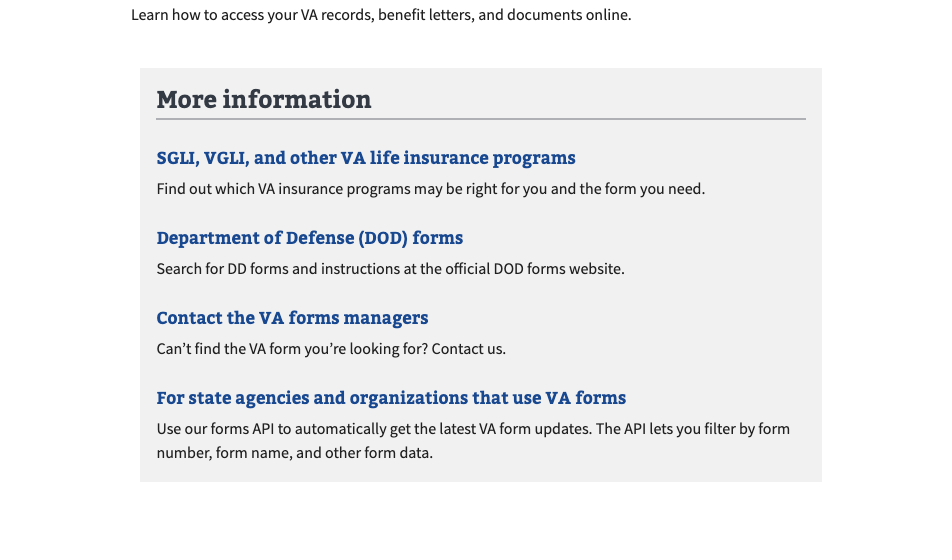 Learn how to access your VA records, benefit letters, and documents online.
More information
SGLI, VGLI, and other VA life insurance programs
Find out which VA insurance programs may be right for you and the form you need.
Department of Defense (DOD) forms
Search for DD forms and instructions at the official DOD forms website.
Contact the VA forms managers
Can’t find the VA form you’re looking for? Contact us.
For state agencies and organizations that use VA forms
Use our forms API to automatically get the latest VA form updates. The API lets you filter by form
number, form name, and other form data.